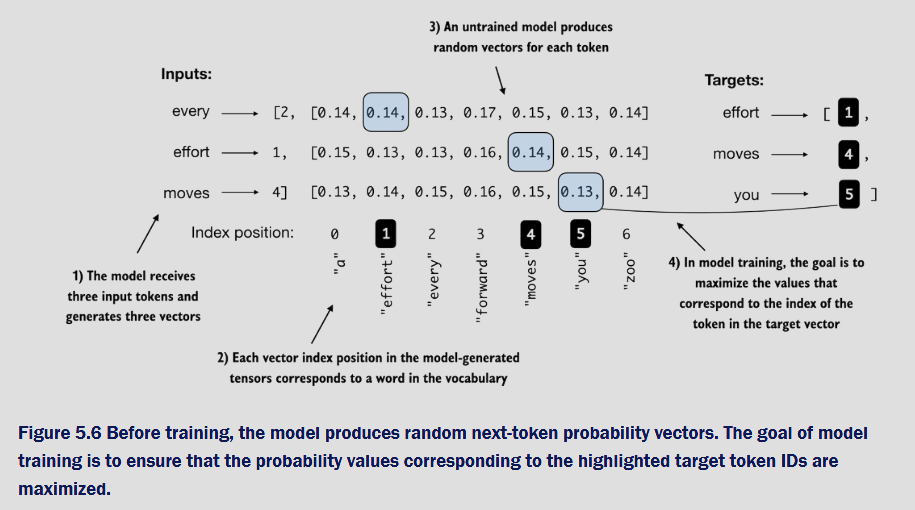 3) An untrained model produces
random vectors for each token
Inputs:
Targets:
every [2, [0.14, 0.14, 0.13, 0.17, 0.15, 0.13, 0.14] effort [ 1 ,
effort 1, [0.15, 0.13, 0.13, 0.16, 0.14, 0.15, 0.14] moves 4 ,
moves 4] [0.13, 0.14, 0.15, 0.16, 0.15, 0.13, 0.14] you 5 ]
Index position: 0 1 2 3 4 5 6
"a" "effort" "every" "forward" "moves" "you" "zoo"
1) The model receives
three input tokens and
generates three vectors
4) In model training, the goal is to
maximize the values that
correspond to the index of the
token in the target vector
2) Each vector index position in the model-generated
tensors corresponds to a word in the vocabulary
Figure 5.6 Before training, the model produces random next-token probability vectors. The goal of model
training is to ensure that the probability values corresponding to the highlighted target token IDs are
maximized.